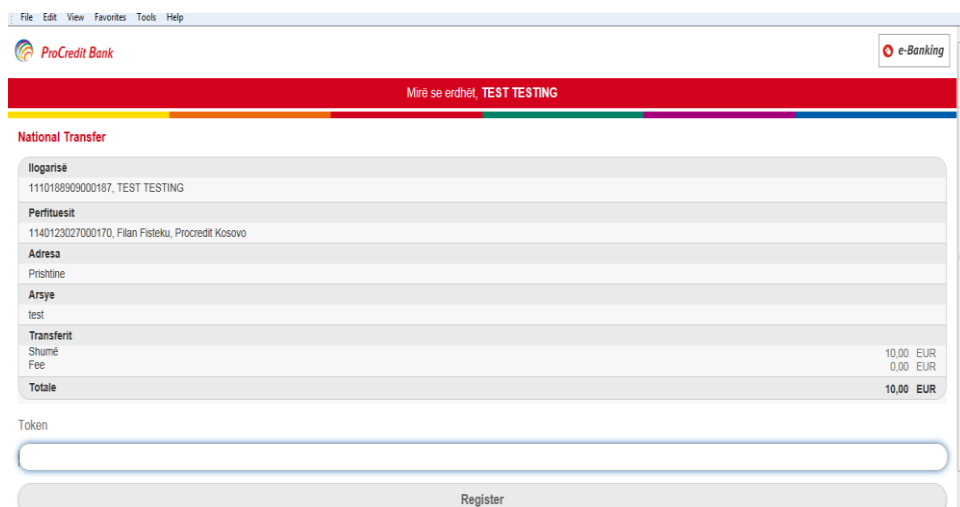 File Edit View Favorites Tools Help
ProCredit Bank
e-Banking
Mirë se erdhët, TEST TESTING
National Transfer
llogarisë
1110188909000187, TEST TESTING
Perfituesit
1140123027000170, Filan Fisteku, Procredit Kosovo
Adresa
Prishtine
Arsye
test
Transferit
Shumë 10,00 EUR
Fee 0,00 EUR
Totale 10,00 EUR
Token
Register